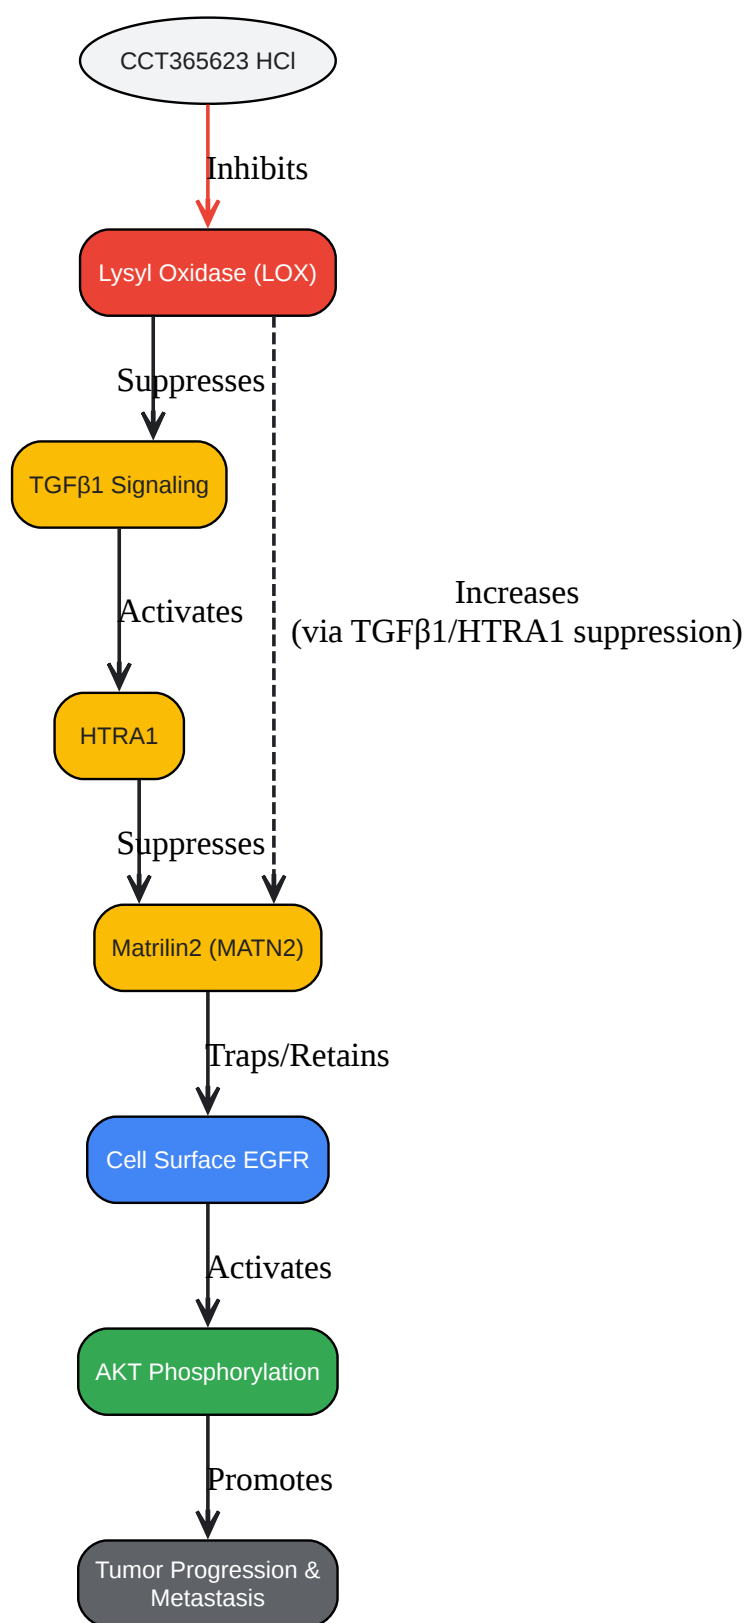 CCT365623 HCl
Inhibits
Lysyl Oxidase (LOX)
Suppresses
TGFβ1 Signaling
Activates
Increases
(via TGFβ1/HTRA1 suppression)
HTRA1
Suppresses
Matrilin2 (MATN2)
Traps/Retains
Cell Surface EGFR
Activates
AKT Phosphorylation
Promotes
Tumor Progression &
Metastasis